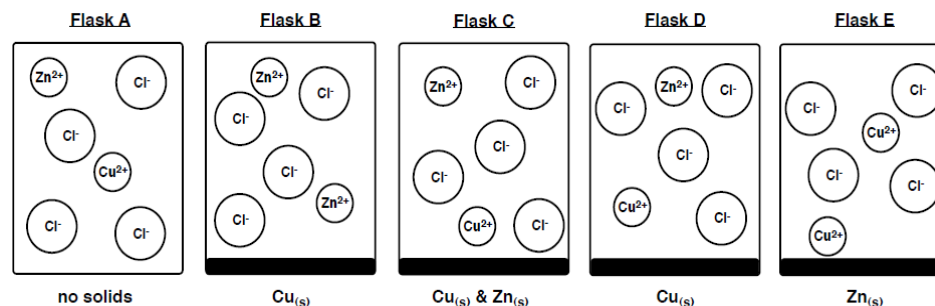 Flask A Flask B Flask C Flask D Flask E
Zn2+ Cl- Cl- Cu2+ Cl- Cl-
Zn2+ Cl- Cl- Cl- Zn2+ Cl-
Zn2+ Cl- Cl- Cl- Cu2+ Cl-
Zn2+ Cl- Cl- Cl- Cu2+ Cl-
Cl- Cl- Cu2+ Cl- Cl- Cu2+
no solids Cu(s) Cu(s) & Zn(s) Cu(s) Zn(s)